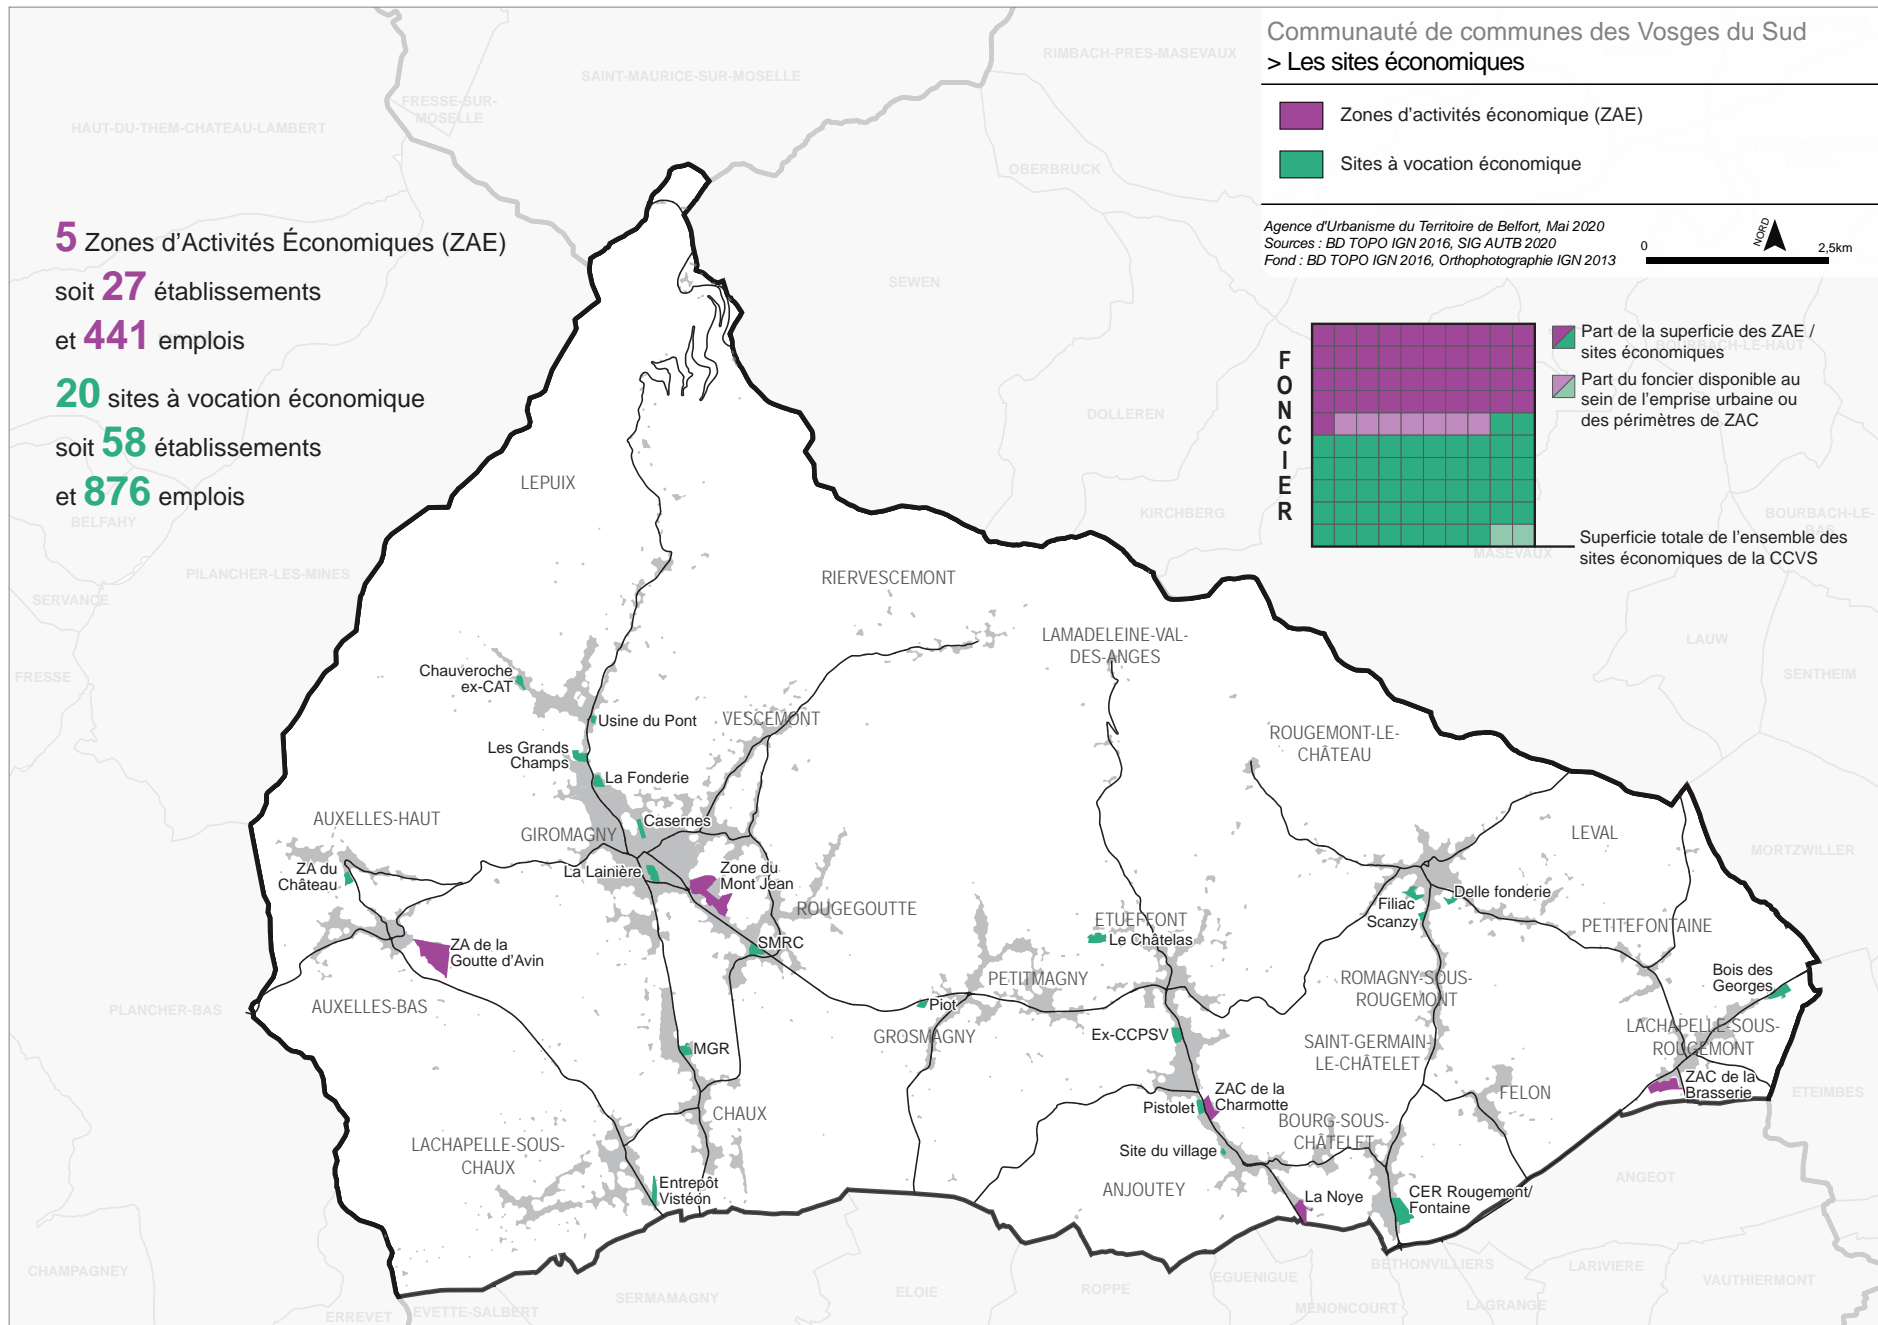 Communauté de communes des Vosges du Sud
> Les sites économiques
Zones d'activités économique (ZAE)
Sites à vocation économique
Agence d'Urbanisme du Territoire de Belfort, Mai 2020
Sources : BD TOPO IGN 2016, SIG AUTB 2020
Fond : BD TOPO IGN 2016, Orthophotographie IGN 2013
NORD
0
2,5km
5 Zones d'Activités Économiques (ZAE)
soit 27 établissements
et 441 emplois
20 sites à vocation économique
soit 58 établissements
et 876 emplois
FONCIER
Part de la superficie des ZAE /
sites économiques
Part du foncier disponible au
sein de l'emprise urbaine ou
des périmètres de ZAC
Superficie totale de l'ensemble des
sites économiques de la CCVS
RIMBACH-PRES-MASEVAUX
SAINT-MAURICE-SUR-MOSELLE
FRESSE-SUR-
MOSELLE
HAUT-DU-THEM-CHATEAU-LAMBERT
OBERBRUCK
SEWEN
BOURBACH-LE-HAUT
DOLLEREN
KIRCHBERG
BOURBACH-LE-
BAS
MASEVAUX
BELFAHY
PILANCHER-LES-MINES
SERVANCE
LAUW
FRESSE
SENTHEIM
MORTZWILLER
PLANCHER-BAS
ETEIMBES
ANGEOT
CHAMPAGNEY
ERREVET
EVETTE-SALBERT
SERMAMAGNY
ELOIE
ROPPE
EGUENIGUE
MENONCOURT
BETHONVILLIERS
LAGRANGE
LARIVIERE
VAUTHIERMONT
LEPUIX
RIERVESCEMONT
LAMADELEINE-VAL-
DES-ANGES
Chauveroche
ex-CAT
Usine du Pont
VESCEMONT
Les Grands
Champs
La Fonderie
ROUGEMONT-LE-
CHÂTEAU
AUXELLES-HAUT
GIROMAGNY
Casernes
LEVAL
ZA du
Château
La Lainière
Zone du
Mont Jean
ROUGEGOUTTE
Delle fonderie
Filiac
Scanzy
ETUEFFONT
Le Châtelas
PETITEFONTAINE
ZA de la
Goutte d'Avin
SMRC
PETITMAGNY
ROMAGNY-SOUS-
ROUGEMONT
Bois des
Georges
AUXELLES-BAS
Piot
GROSMAGNY
Ex-CCPSV
SAINT-GERMAIN-
LE-CHÂTELET
LACHAPELLE-SOUS-
ROUGEMONT
MGR
ZAC de la
Brasserie
FELON
ZAC de la
Charmotte
Pistolet
CHAUX
BOURG-SOUS-
CHÂTELET
LACHAPELLE-SOUS-
CHAUX
Site du village
ANJOUTEY
Entrepôt
Vistéon
La Noye
CER Rougemont/
Fontaine